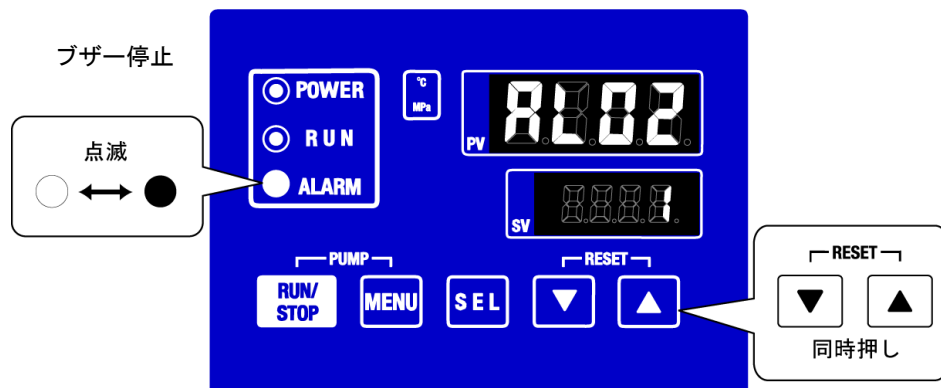 ブザー停止
点滅
POWER
RUN
ALARM
℃
MPa
PV
AL02
SV
1
PUMP
RESET
RUN/
STOP
MENU
SEL
▼
▲
RESET
▼ ▲
同時押し